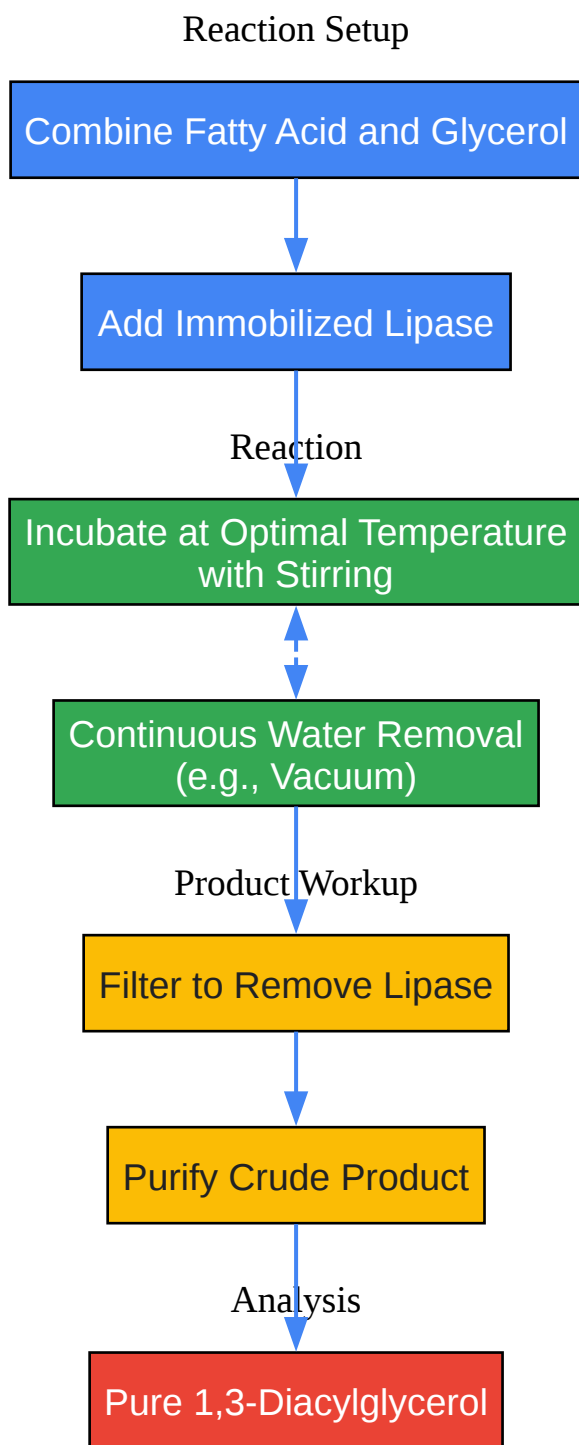 Reaction Setup
Combine Fatty Acid and Glycerol
Add Immobilized Lipase
Reaction
Incubate at Optimal Temperature
with Stirring
Continuous Water Removal
(e.g., Vacuum)
Product Workup
Filter to Remove Lipase
Purify Crude Product
Analysis
Pure 1,3-Diacylglycerol